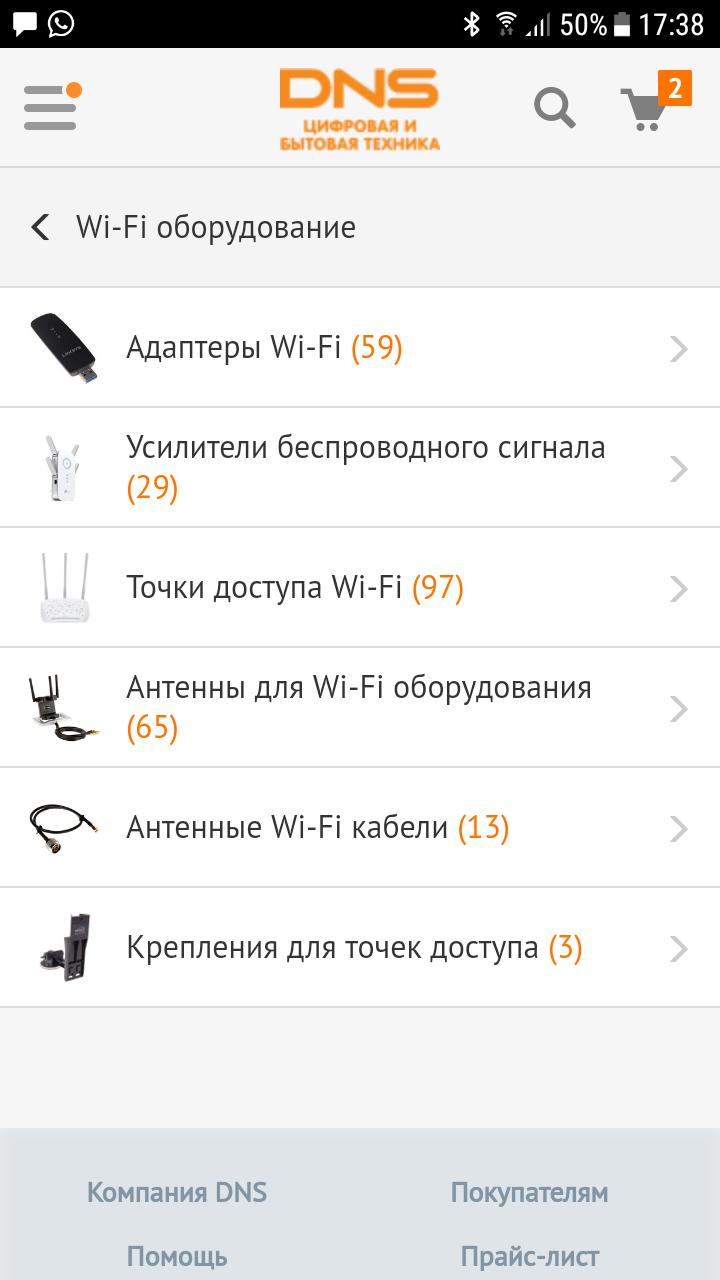 50% 17:38
DNS
ЦИФРОВАЯ И
БЫТОВАЯ ТЕХНИКА
2
Wi-Fi оборудование
Адаптеры Wi-Fi (59)
Усилители беспроводного сигнала
(29)
Точки доступа Wi-Fi (97)
Антенны для Wi-Fi оборудования
(65)
Антенные Wi-Fi кабели (13)
Крепления для точек доступа (3)
Компания DNS
Покупателям
Помощь
Прайс-лист